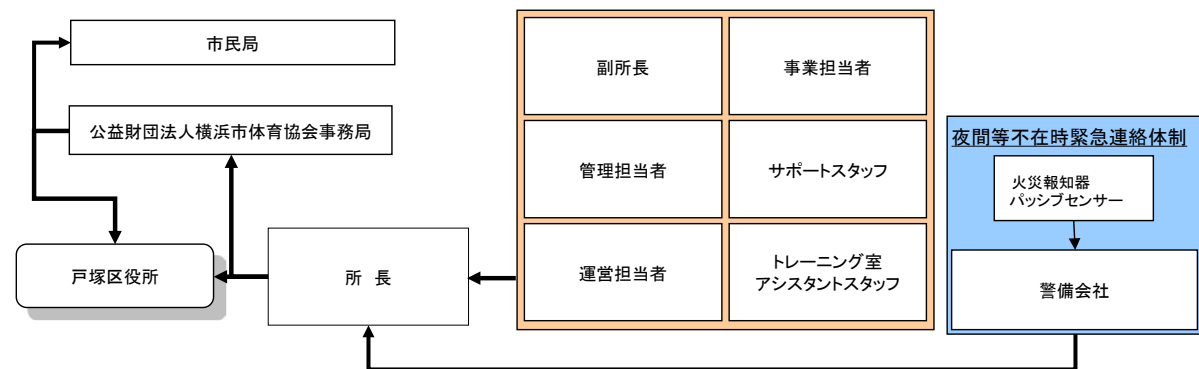 市民局
公益財団法人横浜市体育協会事務局
戸塚区役所
所 長
副所長
事業担当者
管理担当者
サポートスタッフ
運営担当者
トレーニング室
アシスタントスタッフ
夜間等不在時緊急連絡体制
火災報知器
パッシブセンサー
警備会社